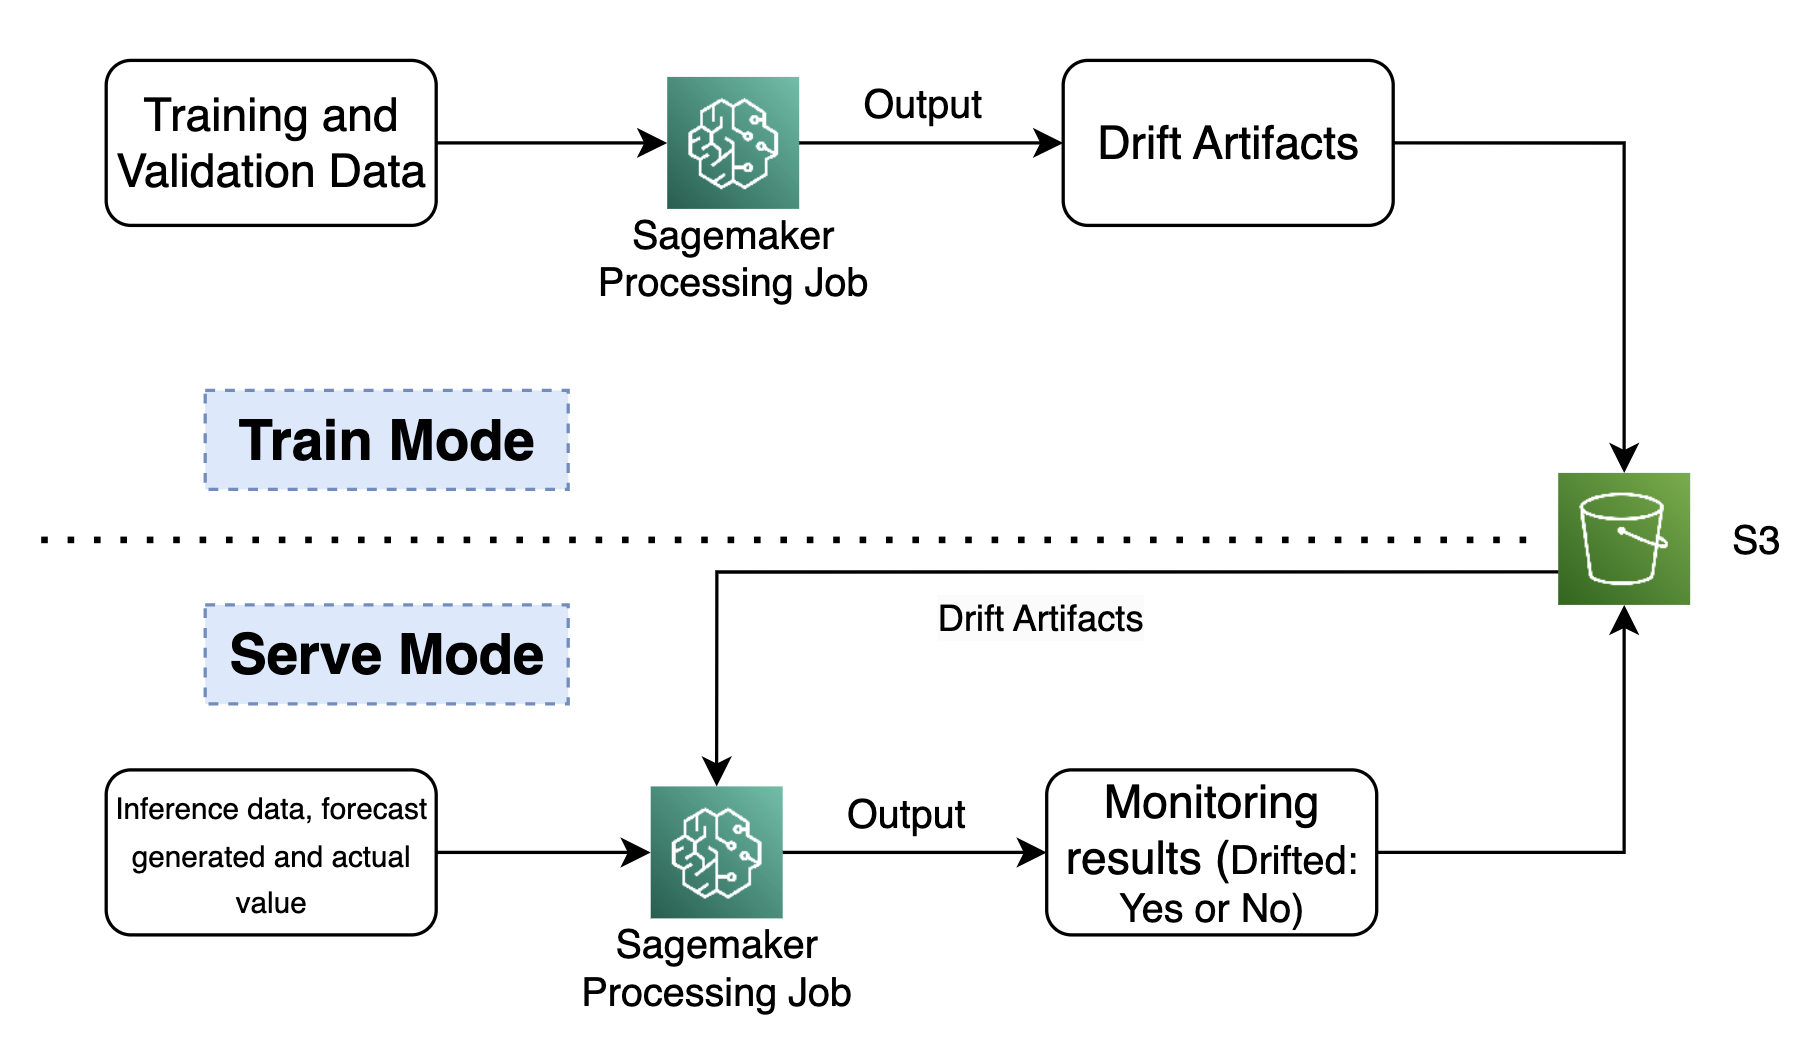 Training and
Validation Data
Output
Drift Artifacts
Sagemaker
Processing Job
Train Mode
S3
Drift Artifacts
Serve Mode
Inference data, forecast
generated and actual
value
Output
Monitoring
results (Drifted:
Yes or No)
Sagemaker
Processing Job